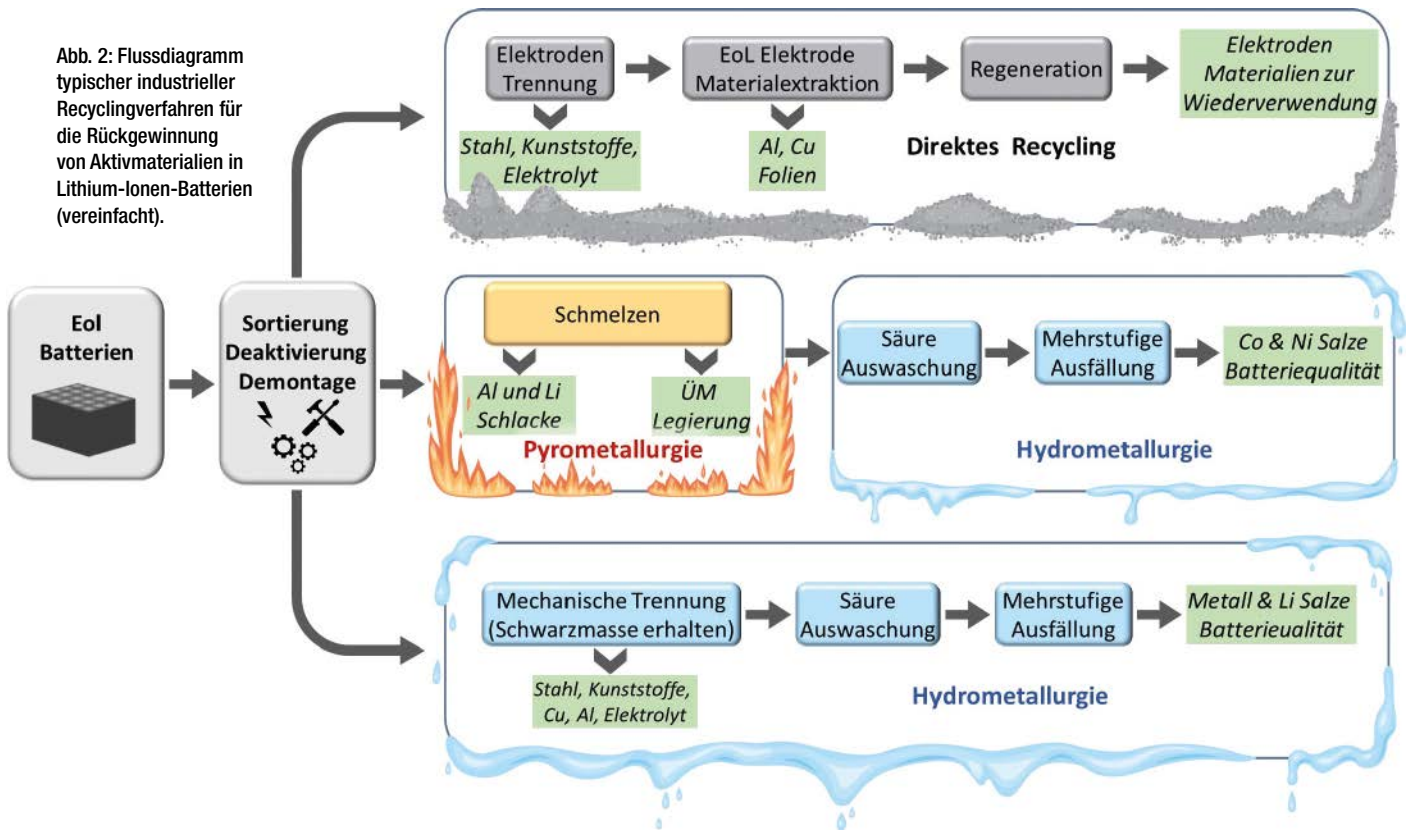 Abb. 2: Flussdiagramm
typischer industrieller
Recyclingverfahren für
die Rückgewinnung
von Aktivmaterialien in
Lithium-Ionen-Batterien
(vereinfacht).
Eol
Batterien
Sortierung
Deaktivierung
Demontage
Elektroden
Trennung
EoL Elektrode
Materialextraktion
Regeneration
Elektroden
Materialien zur
Wiederverwendung
Stahl, Kunststoffe,
Elektrolyt
Al, Cu
Folien
Direktes Recycling
Schmelzen
Al und Li
Schlacke
ÜM
Legierung
Pyrometallurgie
Säure
Auswaschung
Mehrstufige
Ausfällung
Co & Ni Salze
Batteriequalität
Hydrometallurgie
Mechanische Trennung
(Schwarzmasse erhalten)
Säure
Auswaschung
Mehrstufige
Ausfällung
Metall & Li Salze
Batterieualität
Stahl, Kunststoffe,
Cu, Al, Elektrolyt
Hydrometallurgie